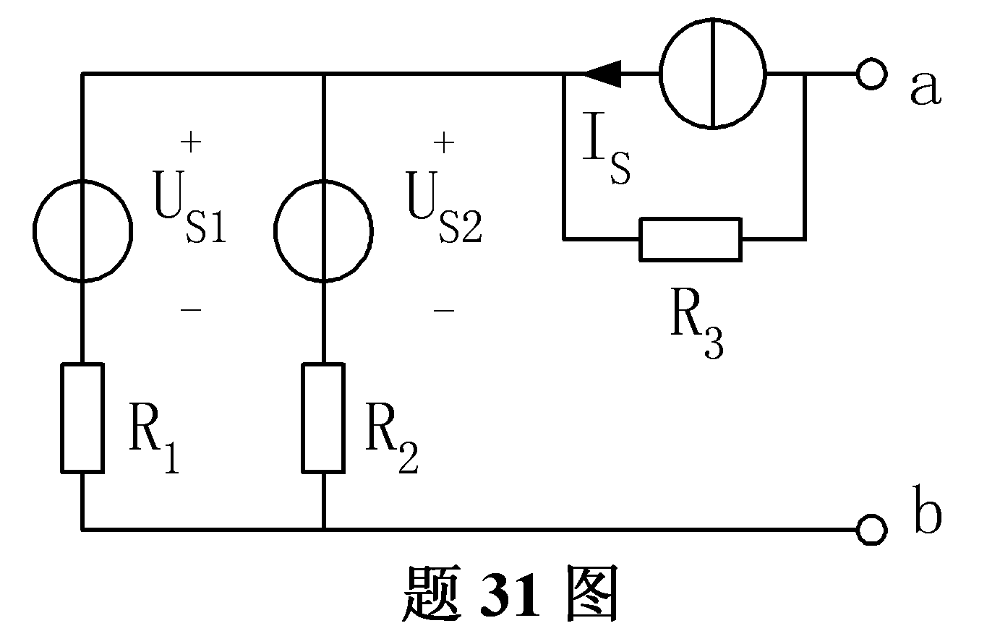 a
I_S
+
+
U_S1
U_S2
−
−
R_3
R_1
R_2
b
题 31 图